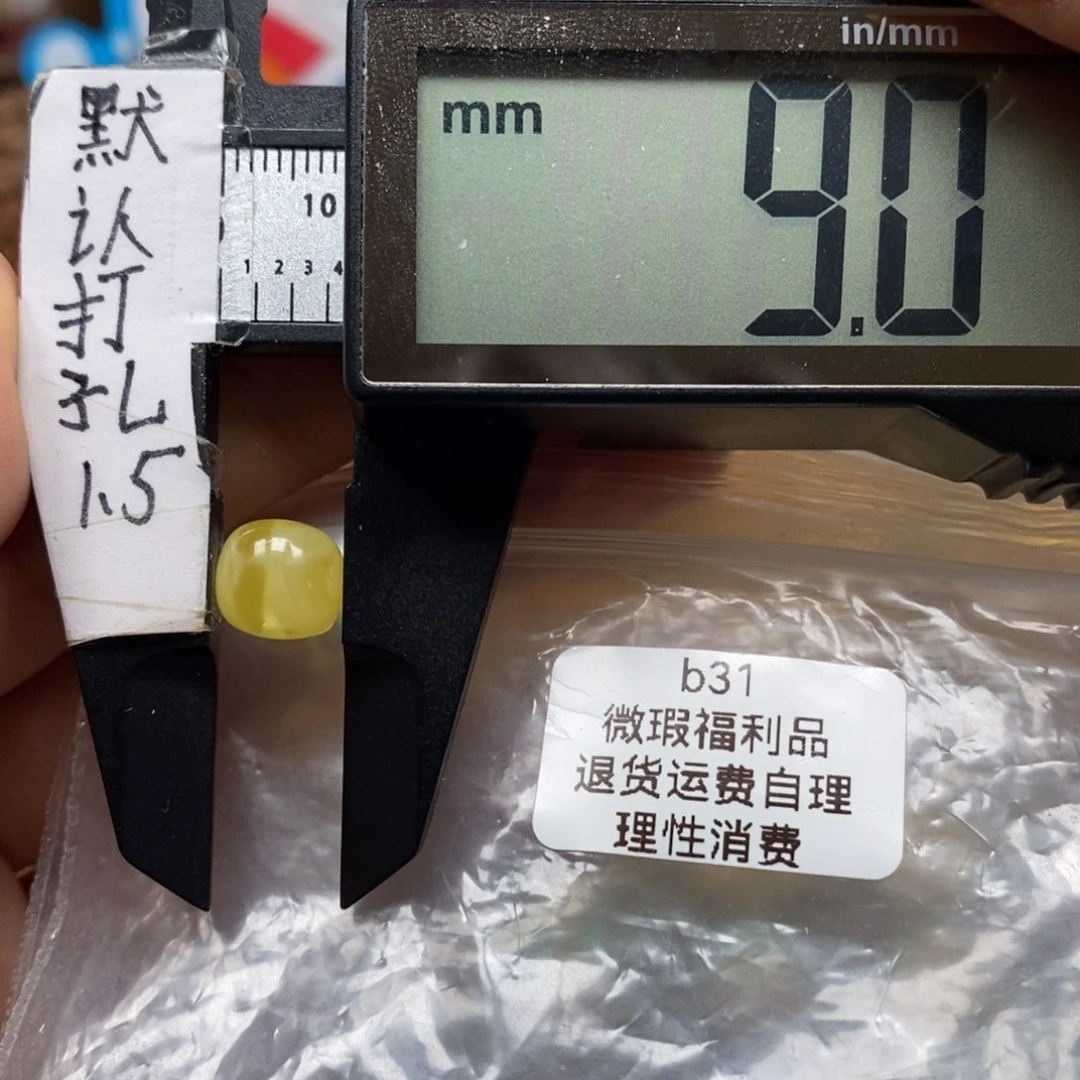 in/mm
mm
9.0
10
1 2 3 4
默
认
打
孔
1.5
b31
微瑕福利品
退货运费自理
理性消费